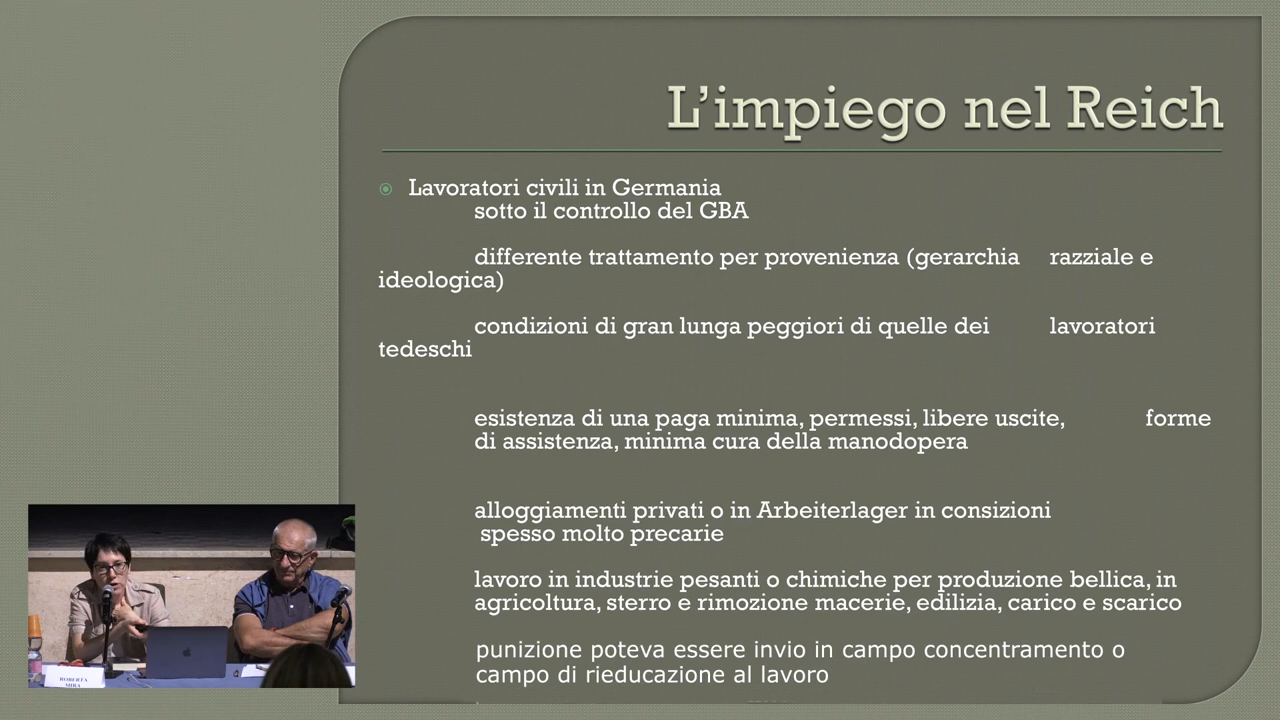 L'impiego nel Reich
Lavoratori civili in Germania
sotto il controllo del GBA
differente trattamento per provenienza (gerarchia razziale e
ideologica)
condizioni di gran lunga peggiori di quelle dei lavoratori
tedeschi
esistenza di una paga minima, permessi, libere uscite, forme
di assistenza, minima cura della manodopera
alloggiamenti privati o in Arbeiterlager in consizioni
spesso molto precarie
lavoro in industrie pesanti o chimiche per produzione bellica, in
agricoltura, sterro e rimozione macerie, edilizia, carico e scarico
punizione poteva essere invio in campo concentramento o
campo di rieducazione al lavoro
ROBERTA
MIRA